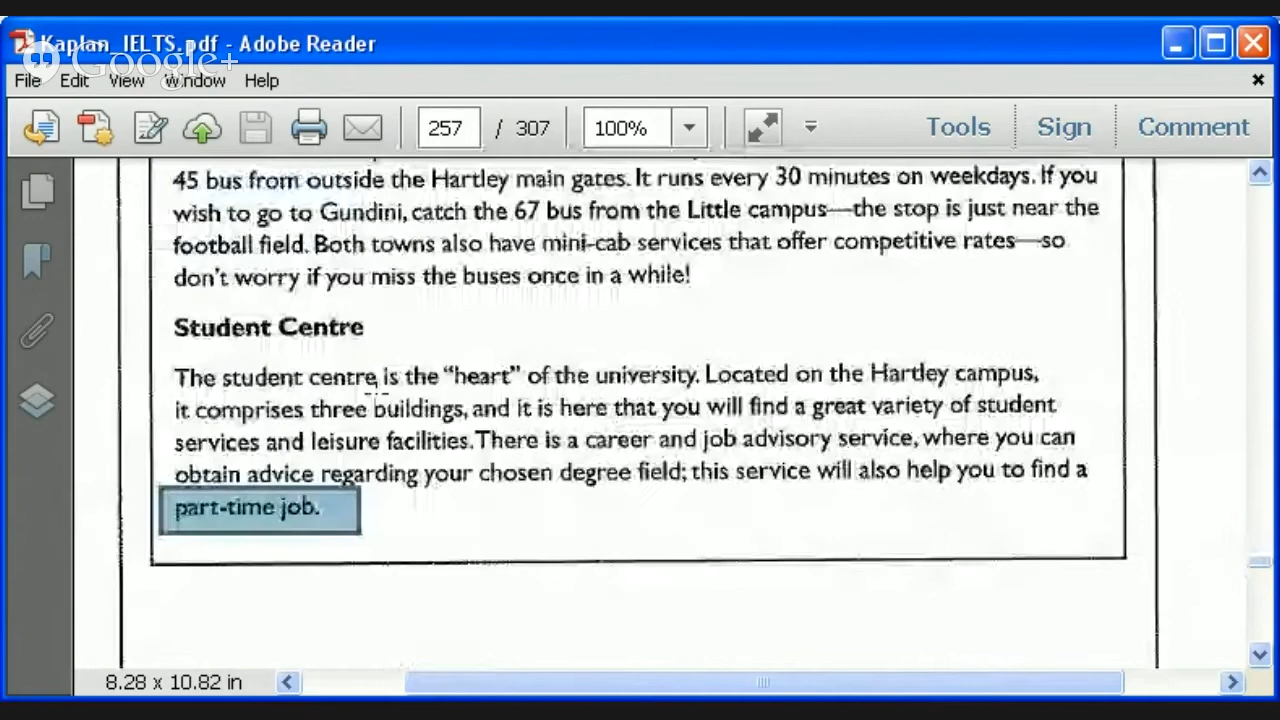 Kaplan_IELTS.pdf - Adobe Reader
Google+
File Edit View Window Help
257 / 307 100% Tools Sign Comment
45 bus from outside the Hartley main gates. It runs every 30 minutes on weekdays. If you
wish to go to Gundini, catch the 67 bus from the Little campus—the stop is just near the
football field. Both towns also have mini-cab services that offer competitive rates—so
don't worry if you miss the buses once in a while!
Student Centre
The student centre is the “heart” of the university. Located on the Hartley campus,
it comprises three buildings, and it is here that you will find a great variety of student
services and leisure facilities. There is a career and job advisory service, where you can
obtain advice regarding your chosen degree field; this service will also help you to find a
part-time job.
8.28 x 10.82 in